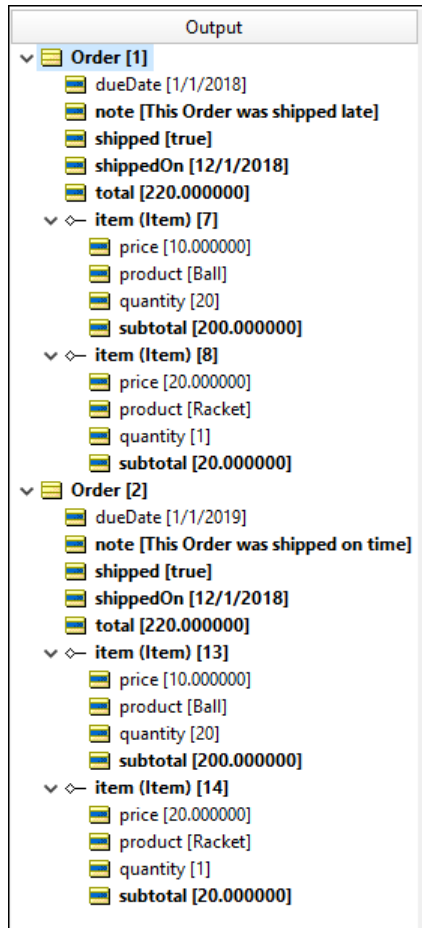 Output
Order [1]
dueDate [1/1/2018]
note [This Order was shipped late]
shipped [true]
shippedOn [12/1/2018]
total [220.000000]
item (Item) [7]
price [10.000000]
product [Ball]
quantity [20]
subtotal [200.000000]
item (Item) [8]
price [20.000000]
product [Racket]
quantity [1]
subtotal [20.000000]
Order [2]
dueDate [1/1/2019]
note [This Order was shipped on time]
shipped [true]
shippedOn [12/1/2018]
total [220.000000]
item (Item) [13]
price [10.000000]
product [Ball]
quantity [20]
subtotal [200.000000]
item (Item) [14]
price [20.000000]
product [Racket]
quantity [1]
subtotal [20.000000]